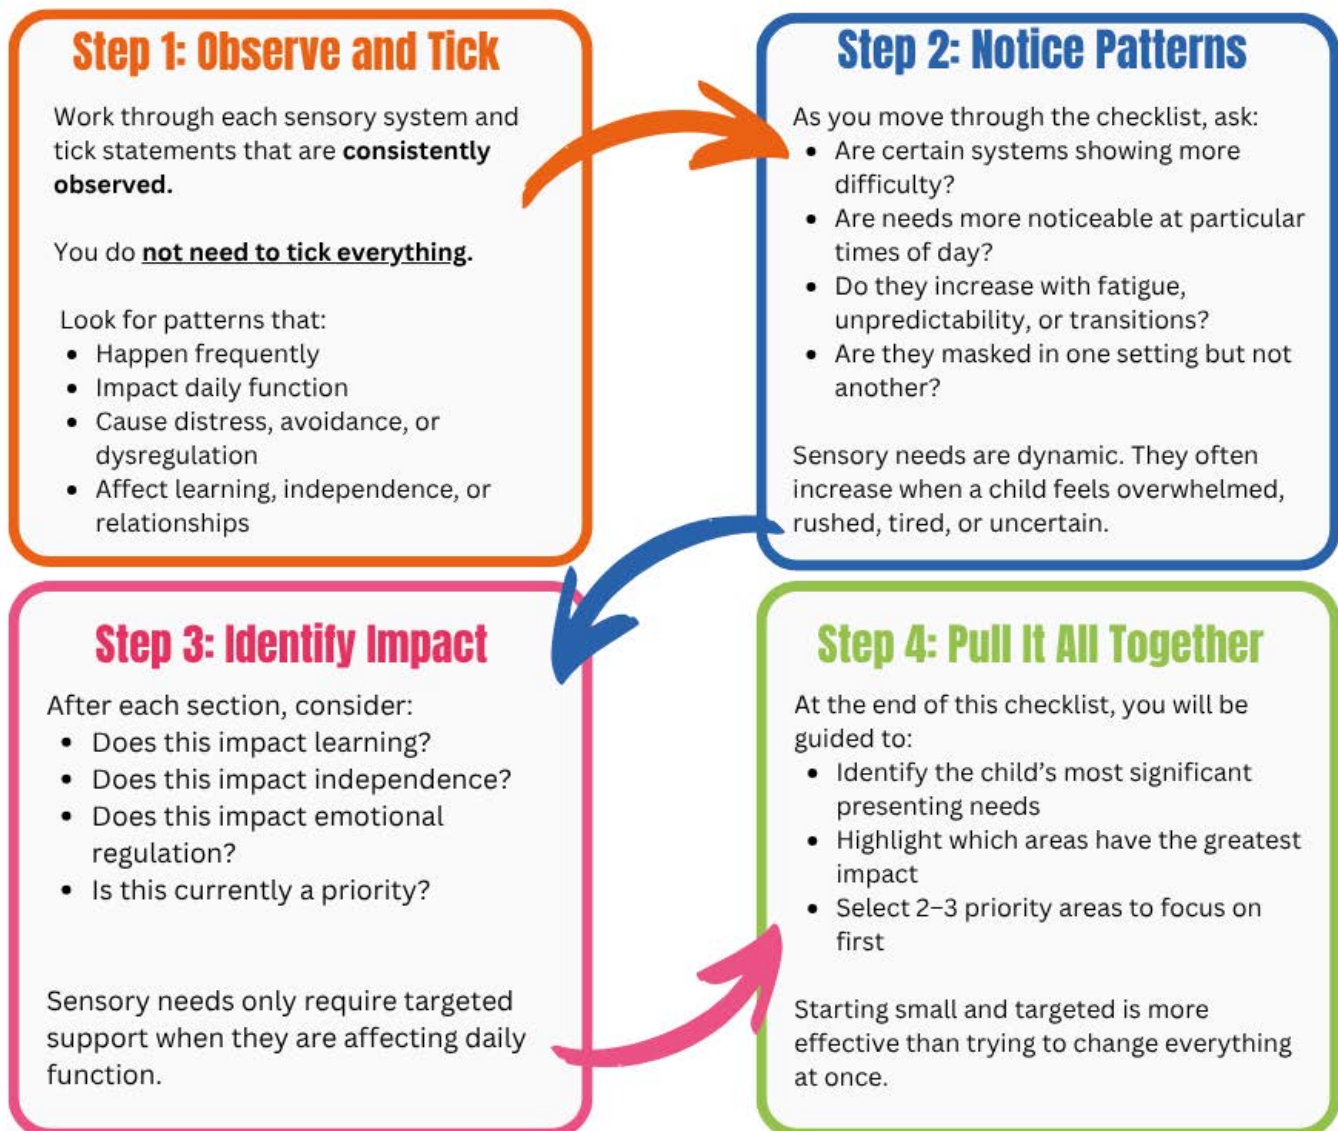 Step 1: Observe and Tick
Work through each sensory system and
tick statements that are consistently
observed.
You do not need to tick everything.
Look for patterns that:
• Happen frequently
• Impact daily function
• Cause distress, avoidance, or
dysregulation
• Affect learning, independence, or
relationships
Step 2: Notice Patterns
As you move through the checklist, ask:
• Are certain systems showing more
difficulty?
• Are needs more noticeable at particular
times of day?
• Do they increase with fatigue,
unpredictability, or transitions?
• Are they masked in one setting but not
another?
Sensory needs are dynamic. They often
increase when a child feels overwhelmed,
rushed, tired, or uncertain.
Step 3: Identify Impact
After each section, consider:
• Does this impact learning?
• Does this impact independence?
• Does this impact emotional
regulation?
• Is this currently a priority?
Sensory needs only require targeted
support when they are affecting daily
function.
Step 4: Pull It All Together
At the end of this checklist, you will be
guided to:
• Identify the child’s most significant
presenting needs
• Highlight which areas have the greatest
impact
• Select 2–3 priority areas to focus on
first
Starting small and targeted is more
effective than trying to change everything
at once.